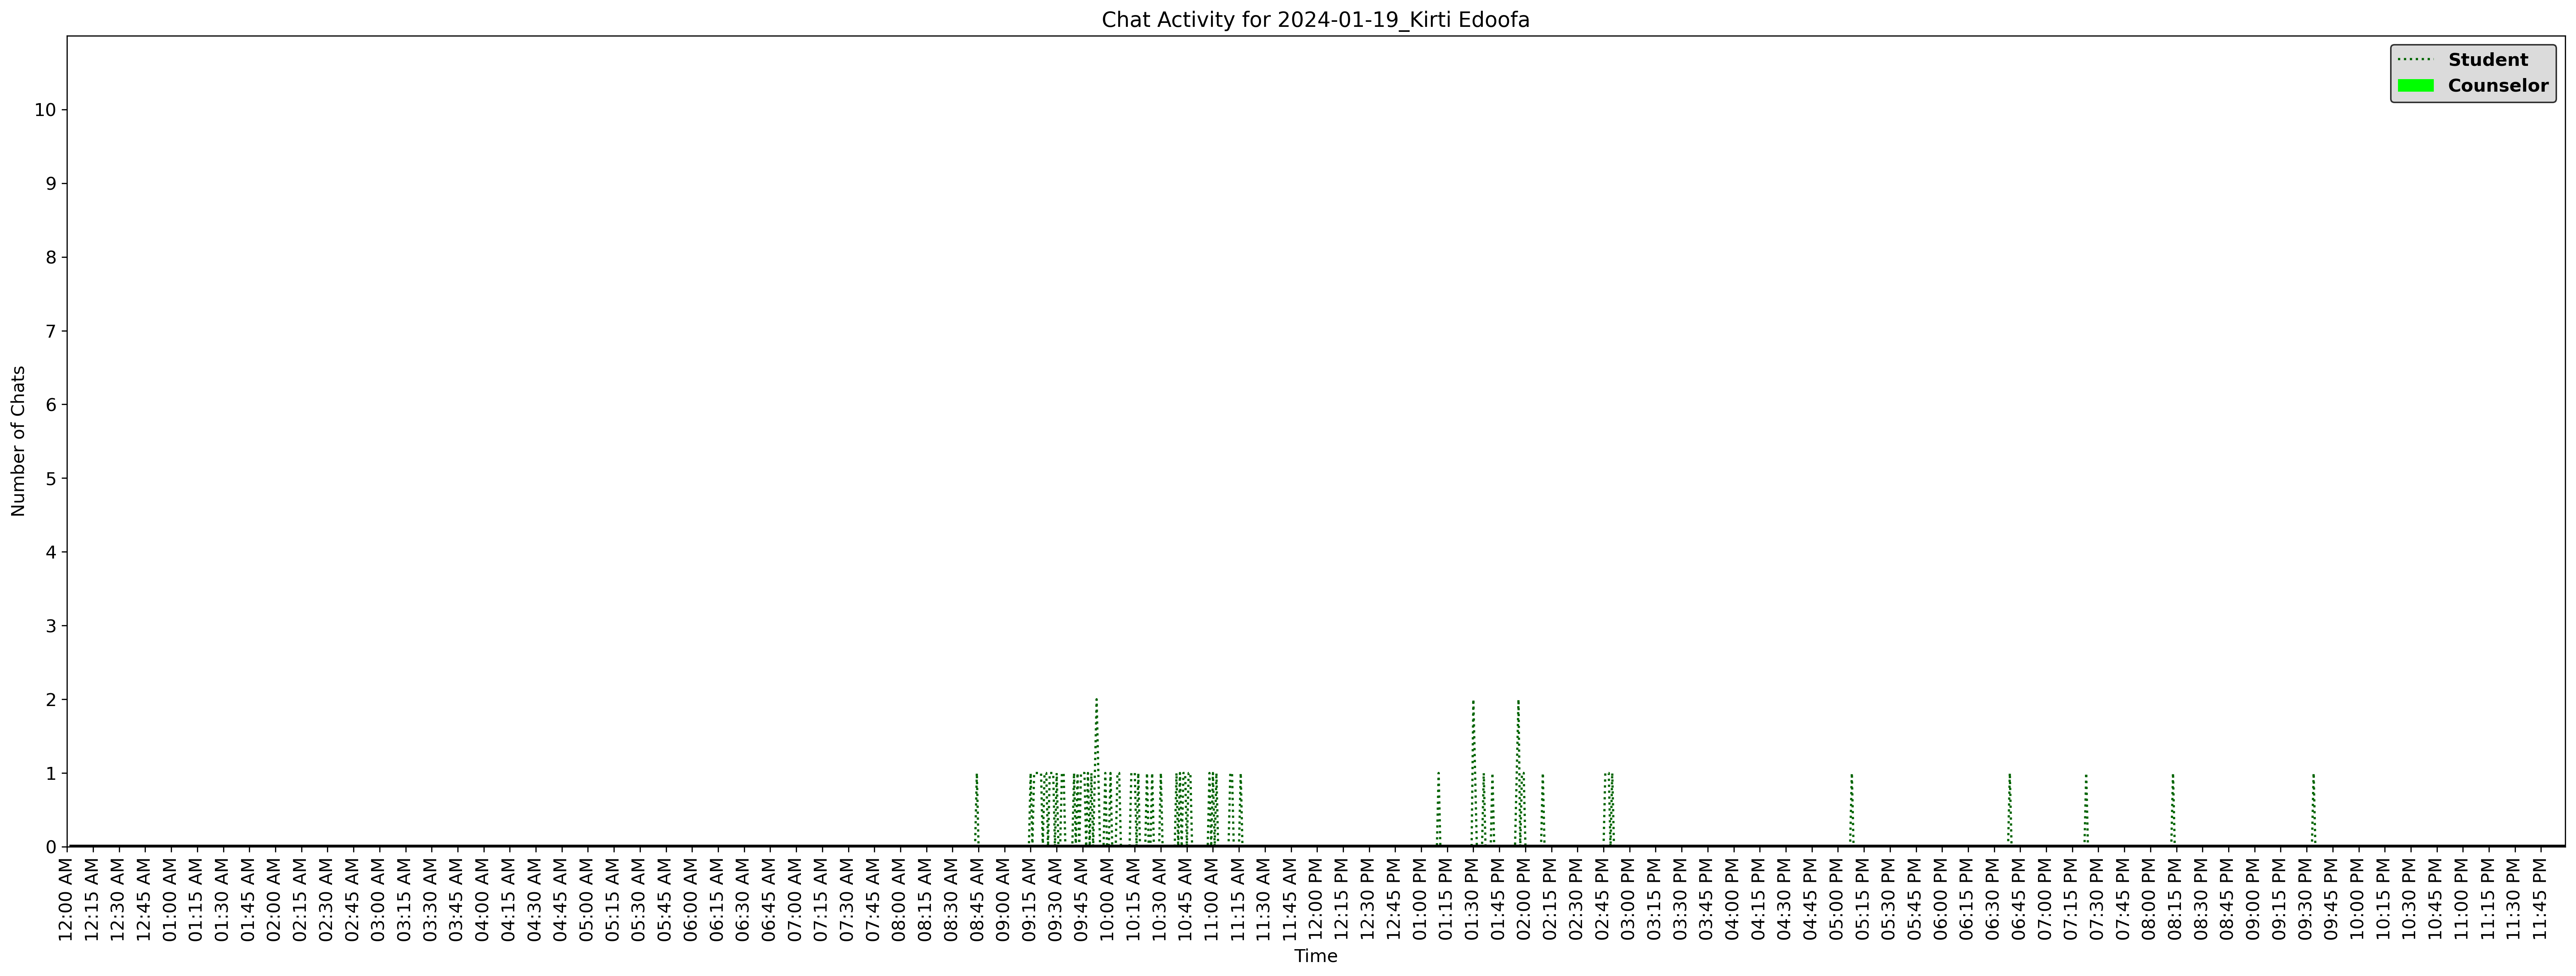 Chat Activity for 2024-01-19_Kirti Edoofa
Student
Counselor
Number of Chats
10
9
8
7
6
5
4
3
2
1
0
12:00 AM
12:15 AM
12:30 AM
12:45 AM
01:00 AM
01:15 AM
01:30 AM
01:45 AM
02:00 AM
02:15 AM
02:30 AM
02:45 AM
03:00 AM
03:15 AM
03:30 AM
03:45 AM
04:00 AM
04:15 AM
04:30 AM
04:45 AM
05:00 AM
05:15 AM
05:30 AM
05:45 AM
06:00 AM
06:15 AM
06:30 AM
06:45 AM
07:00 AM
07:15 AM
07:30 AM
07:45 AM
08:00 AM
08:15 AM
08:30 AM
08:45 AM
09:00 AM
09:15 AM
09:30 AM
09:45 AM
10:00 AM
10:15 AM
10:30 AM
10:45 AM
11:00 AM
11:15 AM
11:30 AM
11:45 AM
12:00 PM
12:15 PM
12:30 PM
12:45 PM
01:00 PM
01:15 PM
01:30 PM
01:45 PM
02:00 PM
02:15 PM
02:30 PM
02:45 PM
03:00 PM
03:15 PM
03:30 PM
03:45 PM
04:00 PM
04:15 PM
04:30 PM
04:45 PM
05:00 PM
05:15 PM
05:30 PM
05:45 PM
06:00 PM
06:15 PM
06:30 PM
06:45 PM
07:00 PM
07:15 PM
07:30 PM
07:45 PM
08:00 PM
08:15 PM
08:30 PM
08:45 PM
09:00 PM
09:15 PM
09:30 PM
09:45 PM
10:00 PM
10:15 PM
10:30 PM
10:45 PM
11:00 PM
11:15 PM
11:30 PM
11:45 PM
Time